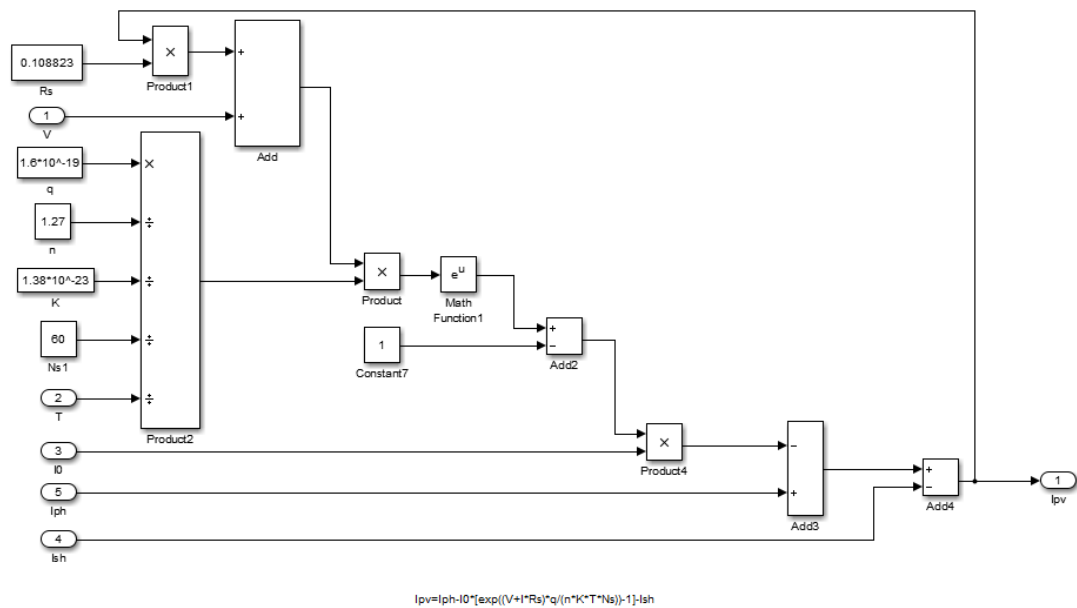 0.108823
×
Rs
Product1
+
+
Add
1
V
1.6*10^-19
q
×
1.27
n
÷
1.38*10^-23
K
÷
60
Ns1
÷
2
T
÷
Product2
×
Product
e^u
Math
Function1
1
Constant7
+
−
Add2
3
I0
×
Product4
5
Iph
−
+
Add3
4
Ish
+
−
Add4
1
Ipv
Ipv=Iph-I0*[exp((V+I*Rs)*q/(n*K*T*Ns))-1]-Ish